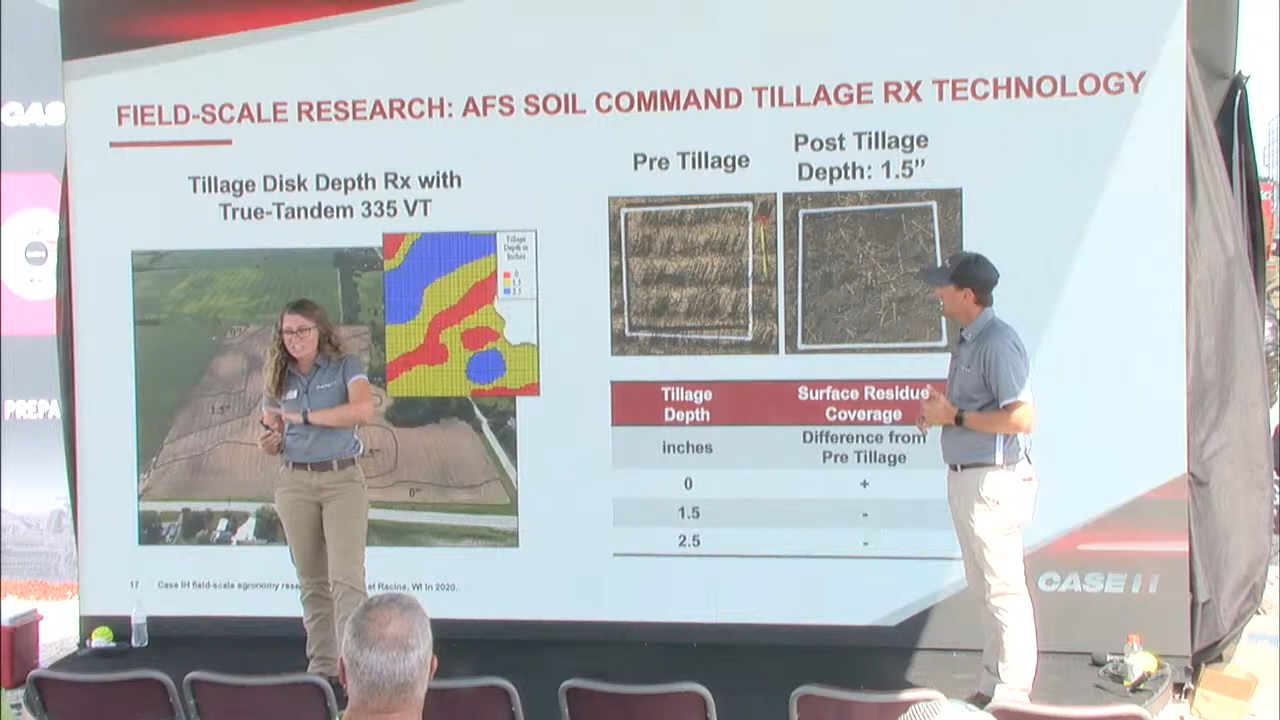 FIELD-SCALE RESEARCH: AFS SOIL COMMAND TILLAGE RX TECHNOLOGY
Tillage Disk Depth Rx with
True-Tandem 335 VT
Pre Tillage
Post Tillage
Depth: 1.5”
Tillage
Depth in
Inches
0
1.5
2.5
0"
1.5"
0"
Tillage
Depth
Surface Residue
Coverage
inches
Difference from
Pre Tillage
0
+
1.5
-
2.5
-
17
Case IH field-scale agronomy
at Racine, WI in 2020.
CASE IH
CAS
PREPA